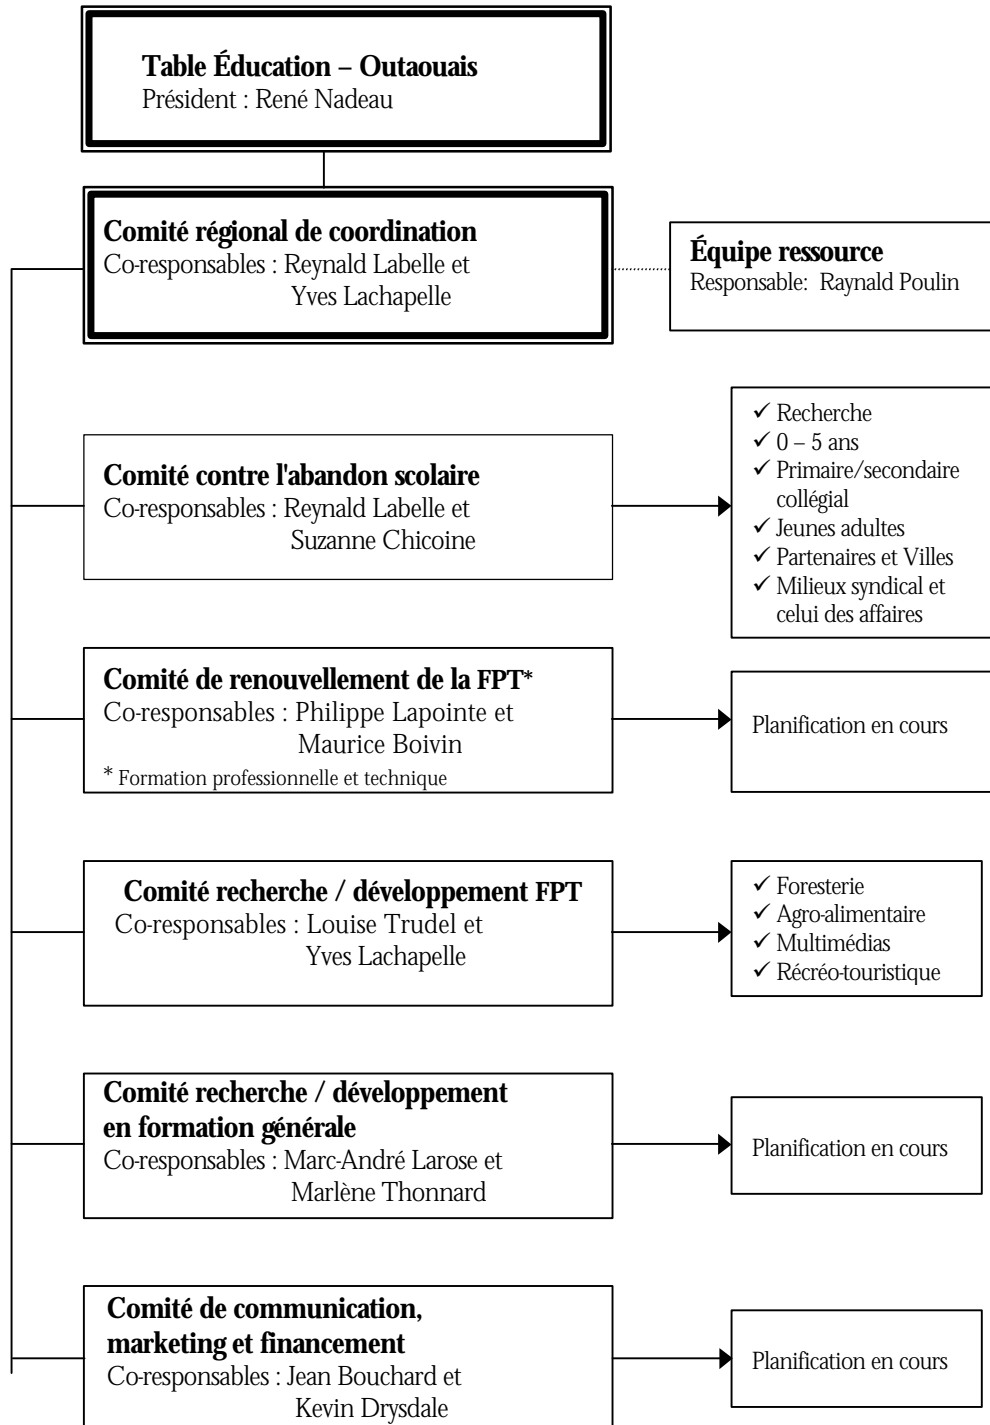 Table Éducation – Outaouais
Président : René Nadeau
Comité régional de coordination
Co-responsables : Reynald Labelle et
Yves Lachapelle
Équipe ressource
Responsable: Raynald Poulin
Comité contre l'abandon scolaire
Co-responsables : Reynald Labelle et
Suzanne Chicoine
✓ Recherche
✓ 0 – 5 ans
✓ Primaire/secondaire
collégial
✓ Jeunes adultes
✓ Partenaires et Villes
✓ Milieux syndical et
celui des affaires
Comité de renouvellement de la FPT*
Co-responsables : Philippe Lapointe et
Maurice Boivin
* Formation professionnelle et technique
Planification en cours
Comité recherche / développement FPT
Co-responsables : Louise Trudel et
Yves Lachapelle
✓ Foresterie
✓ Agro-alimentaire
✓ Multimédias
✓ Récréo-touristique
Comité recherche / développement
en formation générale
Co-responsables : Marc-André Larose et
Marlène Thonnard
Planification en cours
Comité de communication,
marketing et financement
Co-responsables : Jean Bouchard et
Kevin Drysdale
Planification en cours